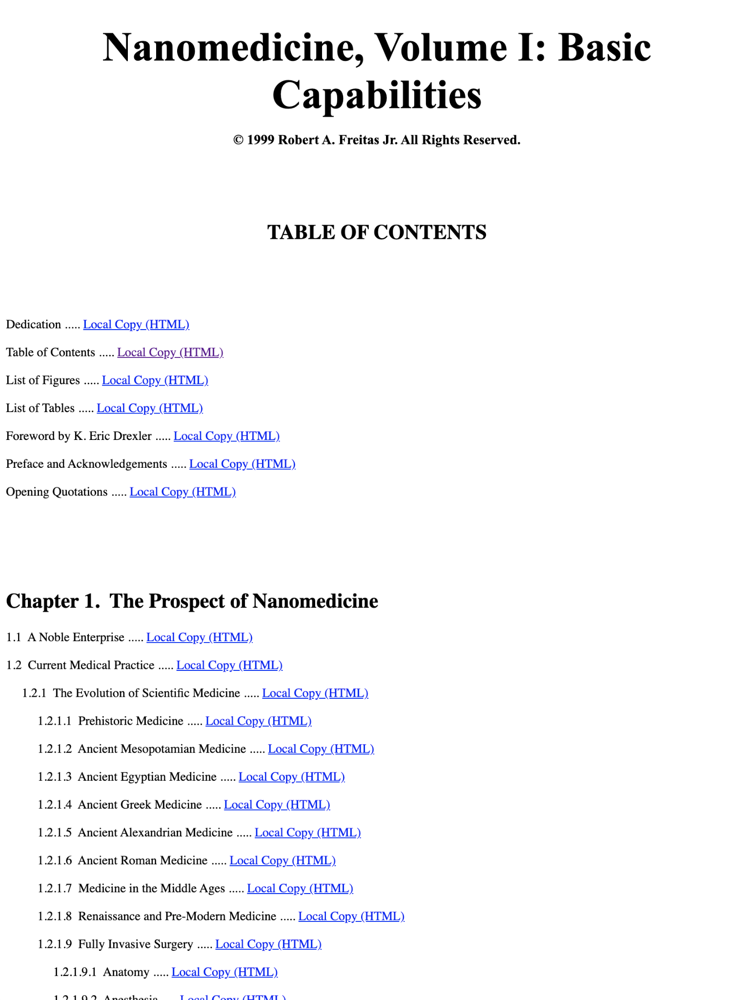 Nanomedicine, Volume I: Basic
Capabilities
© 1999 Robert A. Freitas Jr. All Rights Reserved.
TABLE OF CONTENTS
Dedication ..... Local Copy (HTML)
Table of Contents ..... Local Copy (HTML)
List of Figures ..... Local Copy (HTML)
List of Tables ..... Local Copy (HTML)
Foreword by K. Eric Drexler ..... Local Copy (HTML)
Preface and Acknowledgements ..... Local Copy (HTML)
Opening Quotations ..... Local Copy (HTML)
Chapter 1. The Prospect of Nanomedicine
1.1 A Noble Enterprise ..... Local Copy (HTML)
1.2 Current Medical Practice ..... Local Copy (HTML)
1.2.1 The Evolution of Scientific Medicine ..... Local Copy (HTML)
1.2.1.1 Prehistoric Medicine ..... Local Copy (HTML)
1.2.1.2 Ancient Mesopotamian Medicine ..... Local Copy (HTML)
1.2.1.3 Ancient Egyptian Medicine ..... Local Copy (HTML)
1.2.1.4 Ancient Greek Medicine ..... Local Copy (HTML)
1.2.1.5 Ancient Alexandrian Medicine ..... Local Copy (HTML)
1.2.1.6 Ancient Roman Medicine ..... Local Copy (HTML)
1.2.1.7 Medicine in the Middle Ages ..... Local Copy (HTML)
1.2.1.8 Renaissance and Pre-Modern Medicine ..... Local Copy (HTML)
1.2.1.9 Fully Invasive Surgery ..... Local Copy (HTML)
1.2.1.9.1 Anatomy ..... Local Copy (HTML)
1.2.1.9.2 Anesthesia ..... Local Copy (HTML)